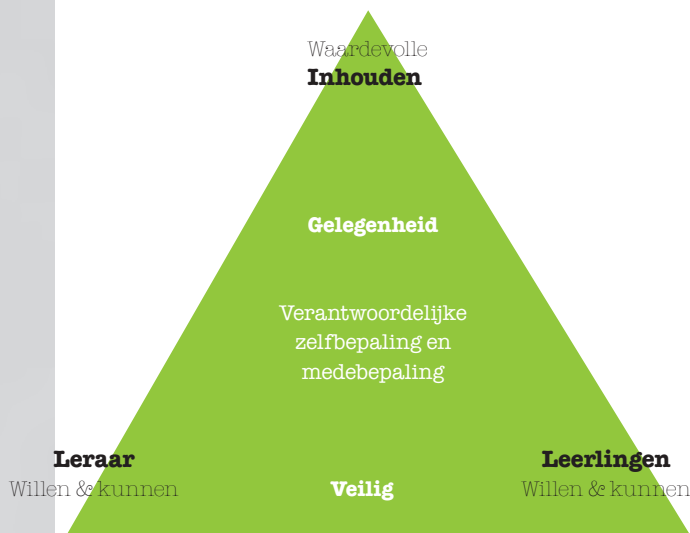 Waardevolle
Inhouden
Gelegenheid
Verantwoordelijke
zelfbepaling en
medebepaling
Leraar
Willen & kunnen
Veilig
Leerlingen
Willen & kunnen